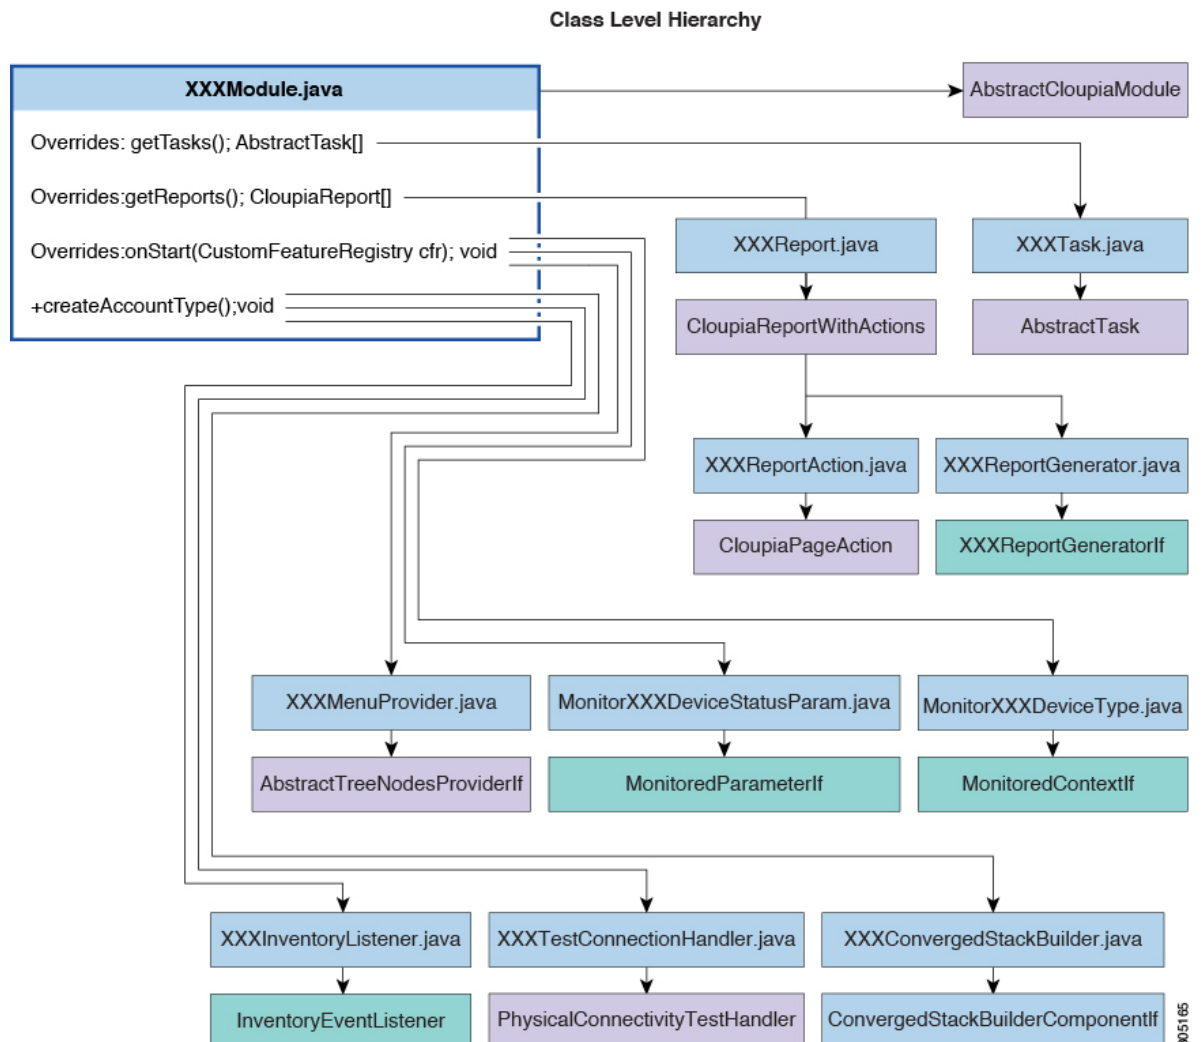 Class Level Hierarchy
XXXModule.java
AbstractCloupiaModule
Overrides: getTasks(); AbstractTask[]
Overrides:getReports(); CloupiaReport[]
Overrides:onStart(CustomFeatureRegistry cfr); void
+createAccountType();void
XXXReport.java
XXXTask.java
CloupiaReportWithActions
AbstractTask
XXXReportAction.java
XXXReportGenerator.java
CloupiaPageAction
XXXReportGeneratorIf
XXXMenuProvider.java
MonitorXXXDeviceStatusParam.java
MonitorXXXDeviceType.java
AbstractTreeNodesProviderIf
MonitoredParameterIf
MonitoredContextIf
XXXInventoryListener.java
XXXTestConnectionHandler.java
XXXConvergedStackBuilder.java
InventoryEventListener
PhysicalConnectivityTestHandler
ConvergedStackBuilderComponentIf